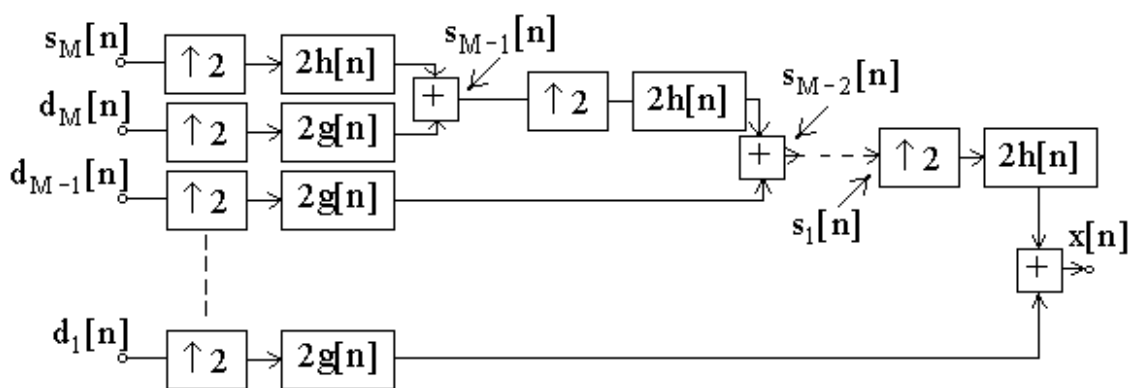 s_M[n]
↑ 2
2h[n]
s_{M-1}[n]
+
d_M[n]
↑ 2
2g[n]
↑ 2
2h[n]
s_{M-2}[n]
+
d_{M-1}[n]
↑ 2
2g[n]
↑ 2
2h[n]
s_1[n]
x[n]
+
d_1[n]
↑ 2
2g[n]